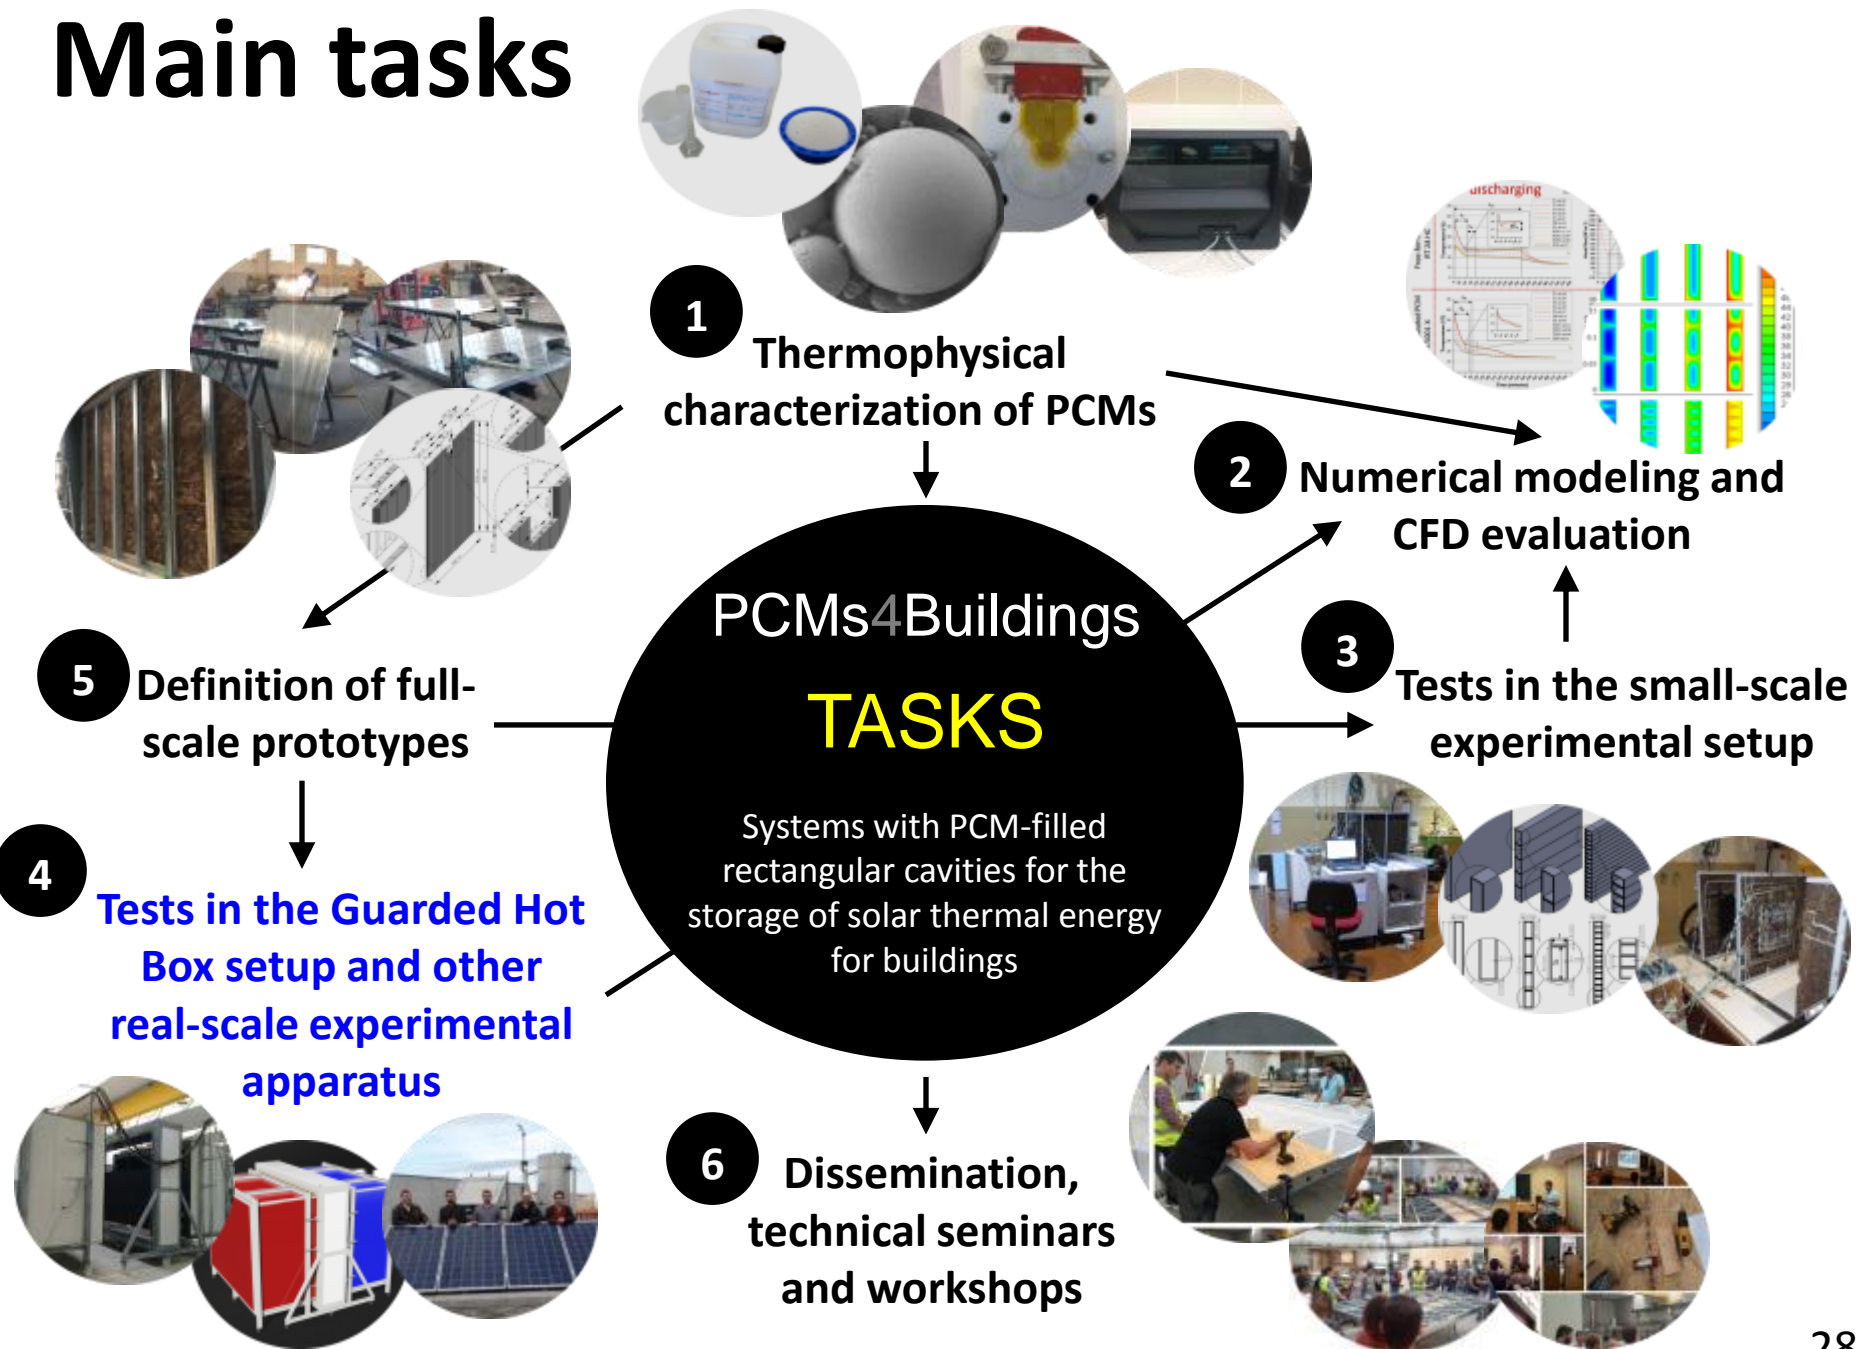 Main tasks
discharging
1
Thermophysical
characterization of PCMs
2
Numerical modeling and
CFD evaluation
PCMs4Buildings
TASKS
Systems with PCM-filled
rectangular cavities for the
storage of solar thermal energy
for buildings
3
Tests in the small-scale
experimental setup
5
Definition of full-
scale prototypes
4
Tests in the Guarded Hot
Box setup and other
real-scale experimental
apparatus
6
Dissemination,
technical seminars
and workshops
28